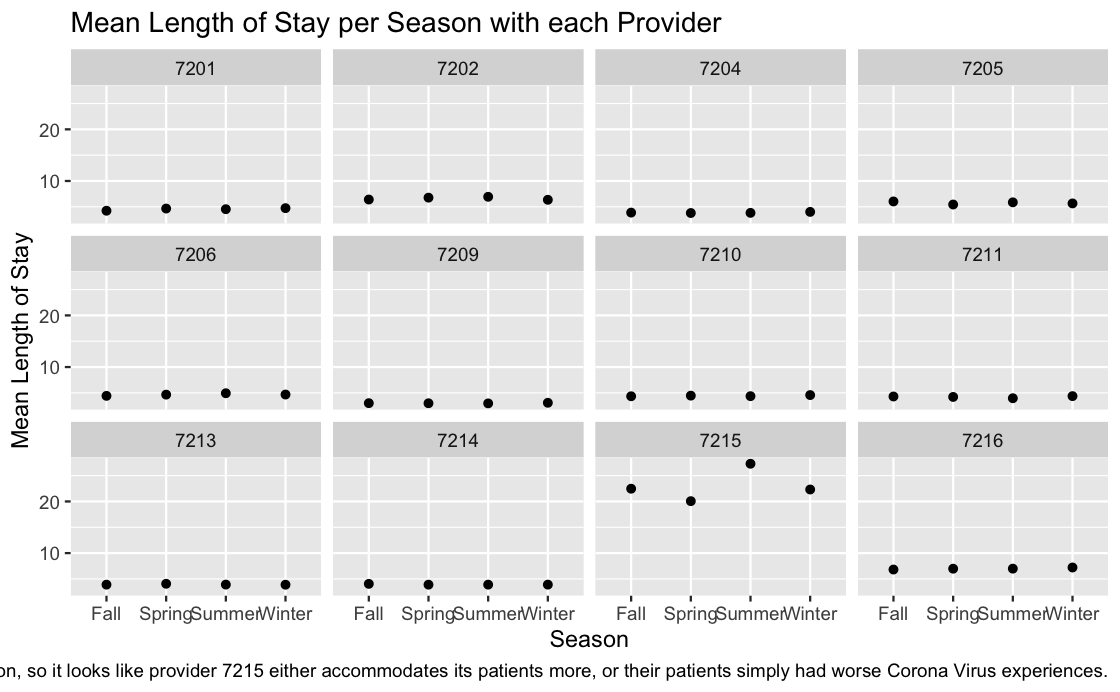 Mean Length of Stay per Season with each Provider
7201 7202 7204 7205
20
10
7206 7209 7210 7211
20
10
7213 7214 7215 7216
20
10
Mean Length of Stay
Fall Spring Summer Winter Fall Spring Summer Winter Fall Spring Summer Winter Fall Spring Summer Winter
Season
so it looks like provider 7215 either accommodates its patients more, or their patients simply had worse Corona Virus experiences.